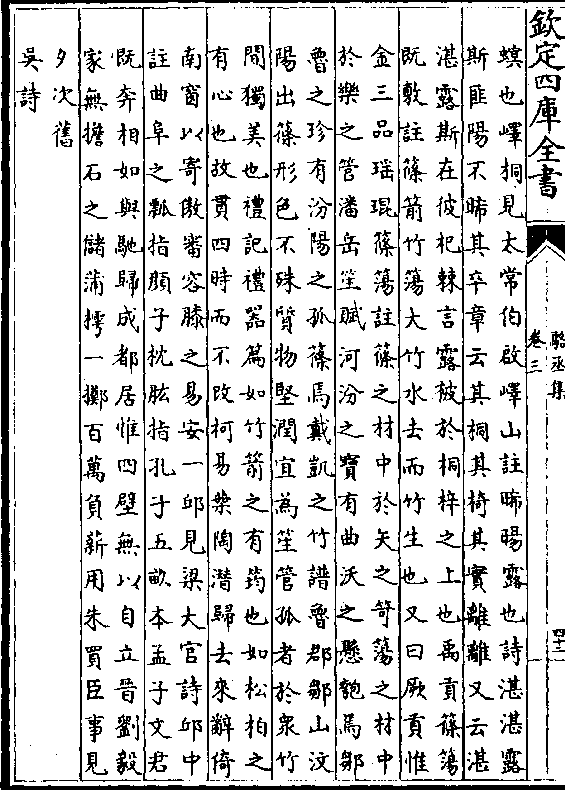 欽定四庫全書
駱丞集
卷三
四十二
螟也嶧桐見太常伯啟嶧山註晞暘露也詩湛湛露
斯匪陽不晞其卒章云其桐其椅其實離離又云湛
湛露斯在彼杞棘言露被於桐梓之上也禹貢篠簜
既敷註篠箭竹簜大竹水去而竹生也又曰厥貢惟
金三品瑶琨篠簜註篠之材中於矢之笴簜之材中
於樂之管潘岳笙賦河汾之寶有曲沃之懸匏焉鄒
魯之珍有汾陽之孤篠焉戴凱之竹譜魯郡鄒山汶
陽出篠形色不殊質物堅潤宜為笙管孤者於衆竹
間獨美也禮記禮器篇如竹箭之有筠也如松柏之
有心也故貫四時而不改柯易葉陶潛歸去來辭倚
南窗以寄傲審容膝之易安一邱見梁大官詩邱中
註曲阜之瓢指顔子枕肱指孔子五畝本孟子文君
既奔相如與馳歸成都居惟四壁無以自立晉劉毅
家無擔石之儲蒲摴一擲百萬負薪用朱買臣事見
夕次舊
吳詩